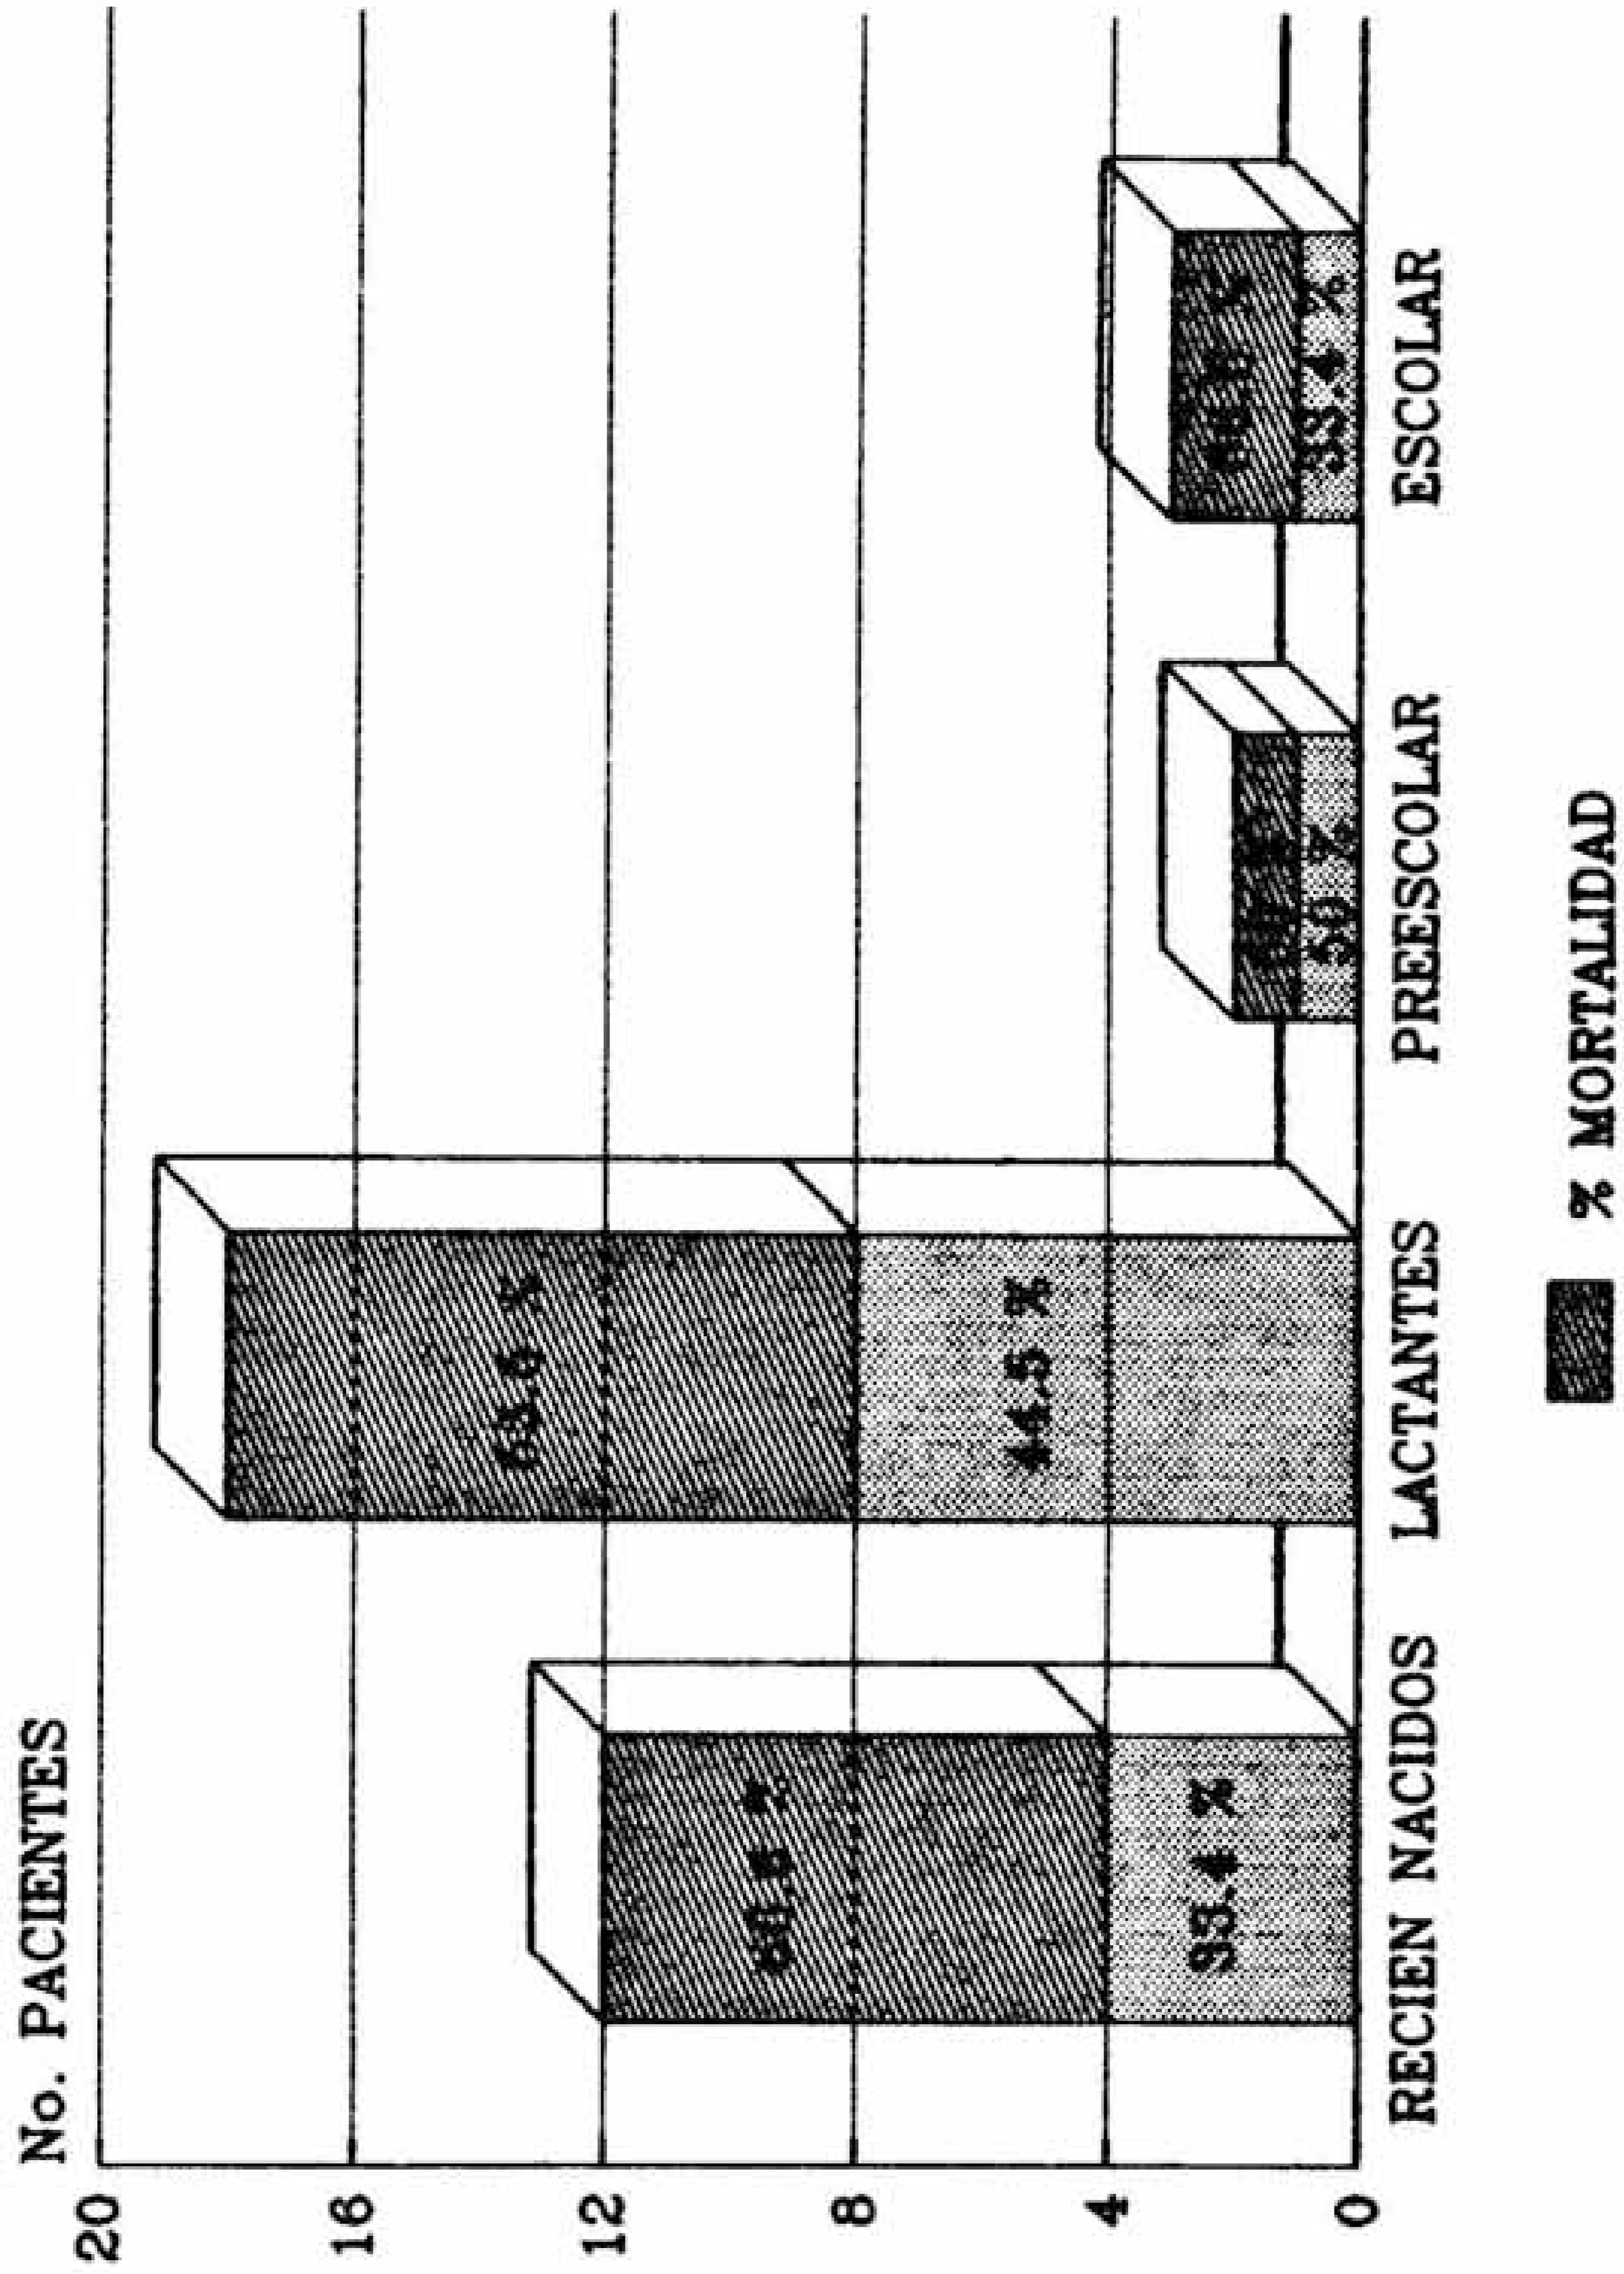 No. PACIENTES
20
16
12
8
4
0
33.4 %
44.5 %
50 %
33.4 %
RECIEN NACIDOS
LACTANTES
PREESCOLAR
ESCOLAR
% MORTALIDAD